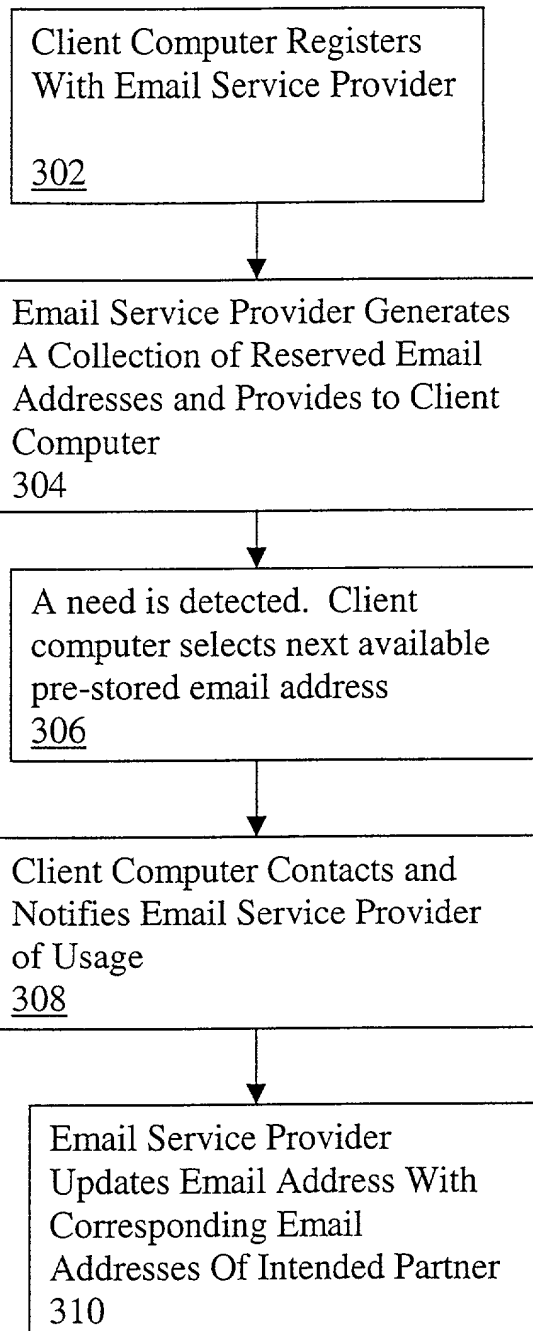 Client Computer Registers
With Email Service Provider
302
Email Service Provider Generates
A Collection of Reserved Email
Addresses and Provides to Client
Computer
304
A need is detected. Client
computer selects next available
pre-stored email address
306
Client Computer Contacts and
Notifies Email Service Provider
of Usage
308
Email Service Provider
Updates Email Address With
Corresponding Email
Addresses Of Intended Partner
310